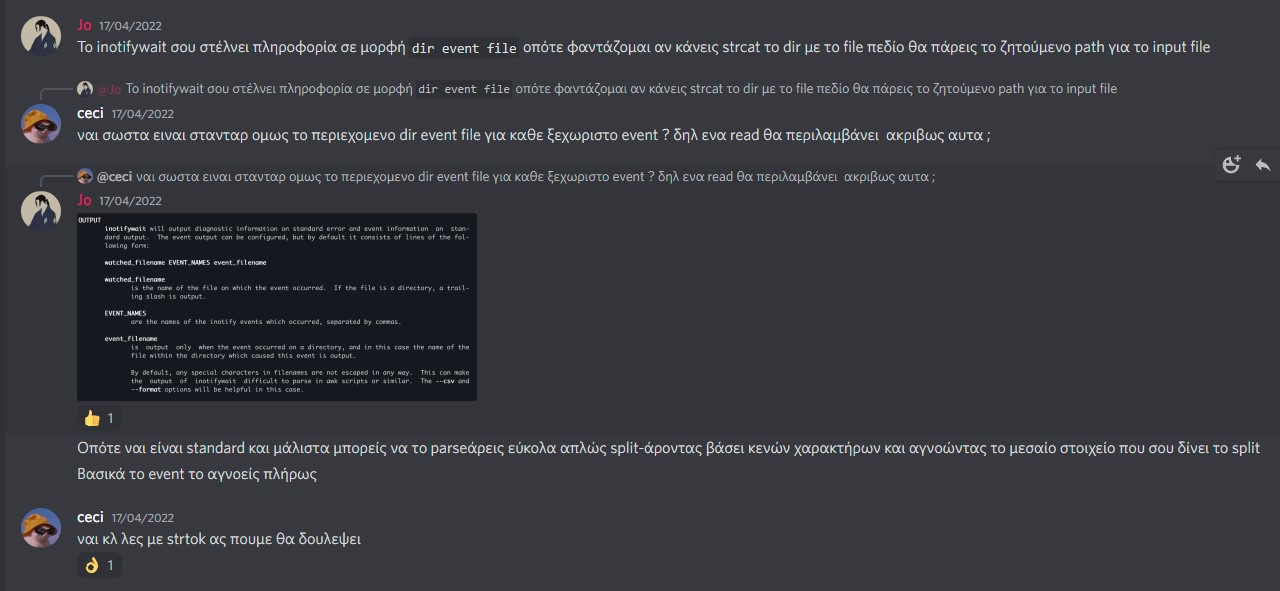 Jo 17/04/2022
Το inotifywait σου στέλνει πληροφορία σε μορφή dir event file οπότε φαντάζομαι αν κάνεις strcat το dir με το file πεδίο θα πάρεις το ζητούμενο path για το input file
@Jo Το inotifywait σου στέλνει πληροφορία σε μορφή dir event file οπότε φαντάζομαι αν κάνεις strcat το dir με το file πεδίο θα πάρεις το ζητούμενο path για το input file
ceci 17/04/2022
ναι σωστα ειναι στανταρ ομως το περιεχομενο dir event file για καθε ξεχωριστο event ? δηλ ενα read θα περιλαμβάνει ακριβως αυτα ;
@ceci ναι σωστα ειναι στανταρ ομως το περιεχομενο dir event file για καθε ξεχωριστο event ? δηλ ενα read θα περιλαμβάνει ακριβως αυτα ;
Jo 17/04/2022
OUTPUT
inotifywait will output diagnostic information on standard error and event information on stan-
dard output. The event output can be configured, but by default it consists of lines of the fol-
lowing form:
watched_filename EVENT_NAMES event_filename
watched_filename
is the name of the file on which the event occurred. If the file is a directory, a trail-
ing slash is output.
EVENT_NAMES
are the names of the inotify events which occurred, separated by commas.
event_filename
is output only when the event occurred on a directory, and in this case the name of the
file within the directory which caused this event is output.
By default, any special characters in filenames are not escaped in any way. This can make
the output of inotifywait difficult to parse in awk scripts or similar. The --csv and
--format options will be helpful in this case.
1
Οπότε ναι είναι standard και μάλιστα μπορείς να το parseάρεις εύκολα απλώς split-άροντας βάσει κενών χαρακτήρων και αγνοώντας το μεσαίο στοιχείο που σου δίνει το split
Βασικά το event το αγνοείς πλήρως
ceci 17/04/2022
ναι κλ λες με strtok ας πουμε θα δουλεψει
1